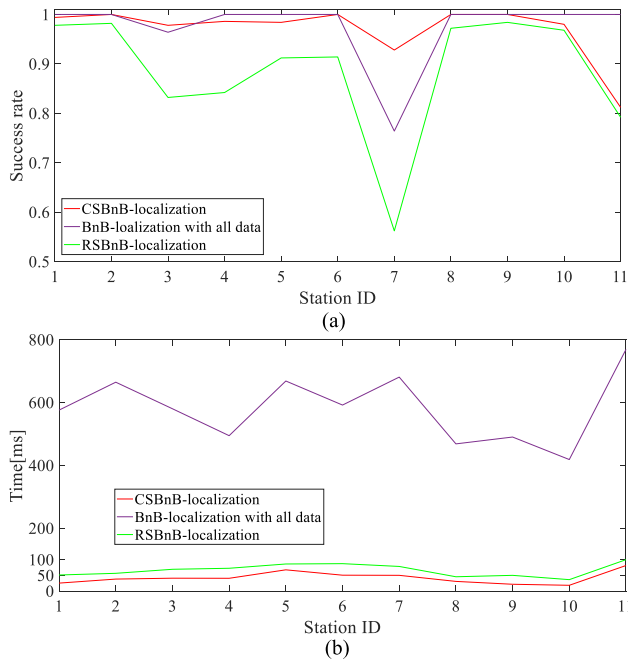 1
0.9
0.8
0.7
0.6
0.5
Success rate
CSBnB-localization
BnB-loalization with all data
RSBnB-localization
1 2 3 4 5 6 7 8 9 10 11
Station ID
(a)
800
600
400
200
100
50
0
Time[ms]
CSBnB-localization
BnB-localization with all data
RSBnB-localization
1 2 3 4 5 6 7 8 9 10 11
Station ID
(b)